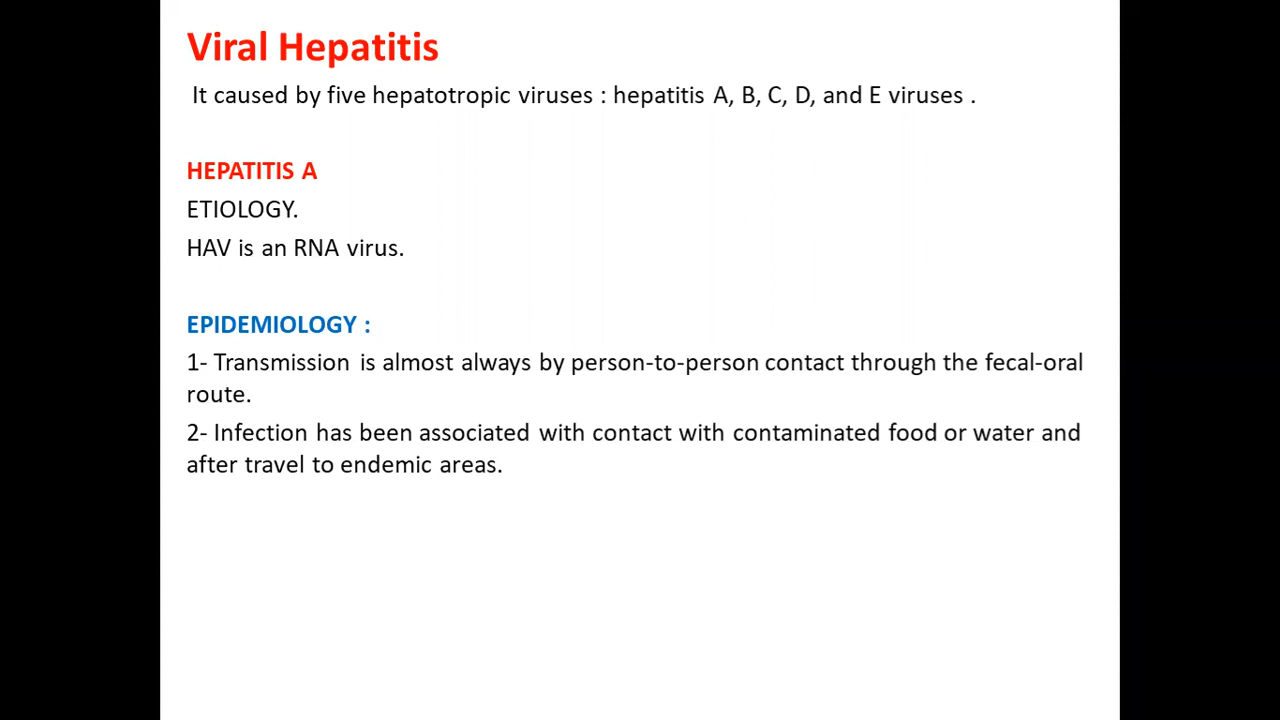 Viral Hepatitis
It caused by five hepatotropic viruses : hepatitis A, B, C, D, and E viruses .
HEPATITIS A
ETIOLOGY.
HAV is an RNA virus.
EPIDEMIOLOGY :
1- Transmission is almost always by person-to-person contact through the fecal-oral
route.
2- Infection has been associated with contact with contaminated food or water and
after travel to endemic areas.